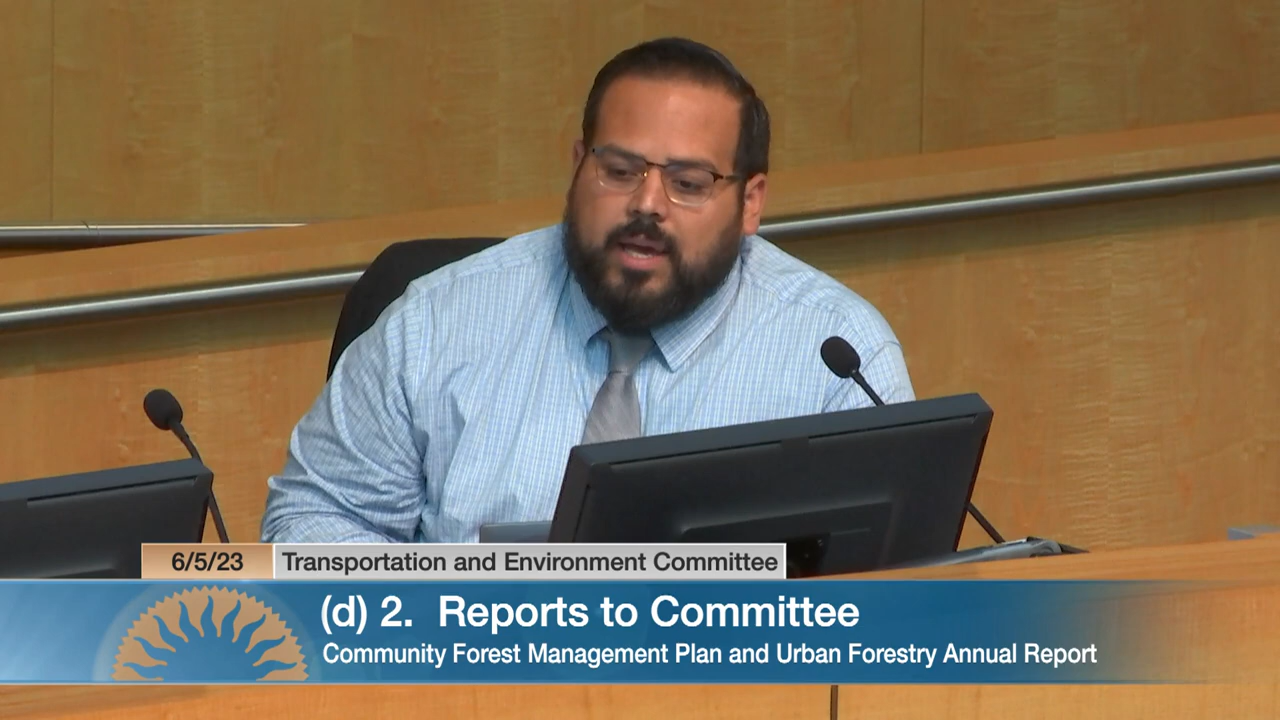 6/5/23 Transportation and Environment Committee
(d) 2. Reports to Committee
Community Forest Management Plan and Urban Forestry Annual Report